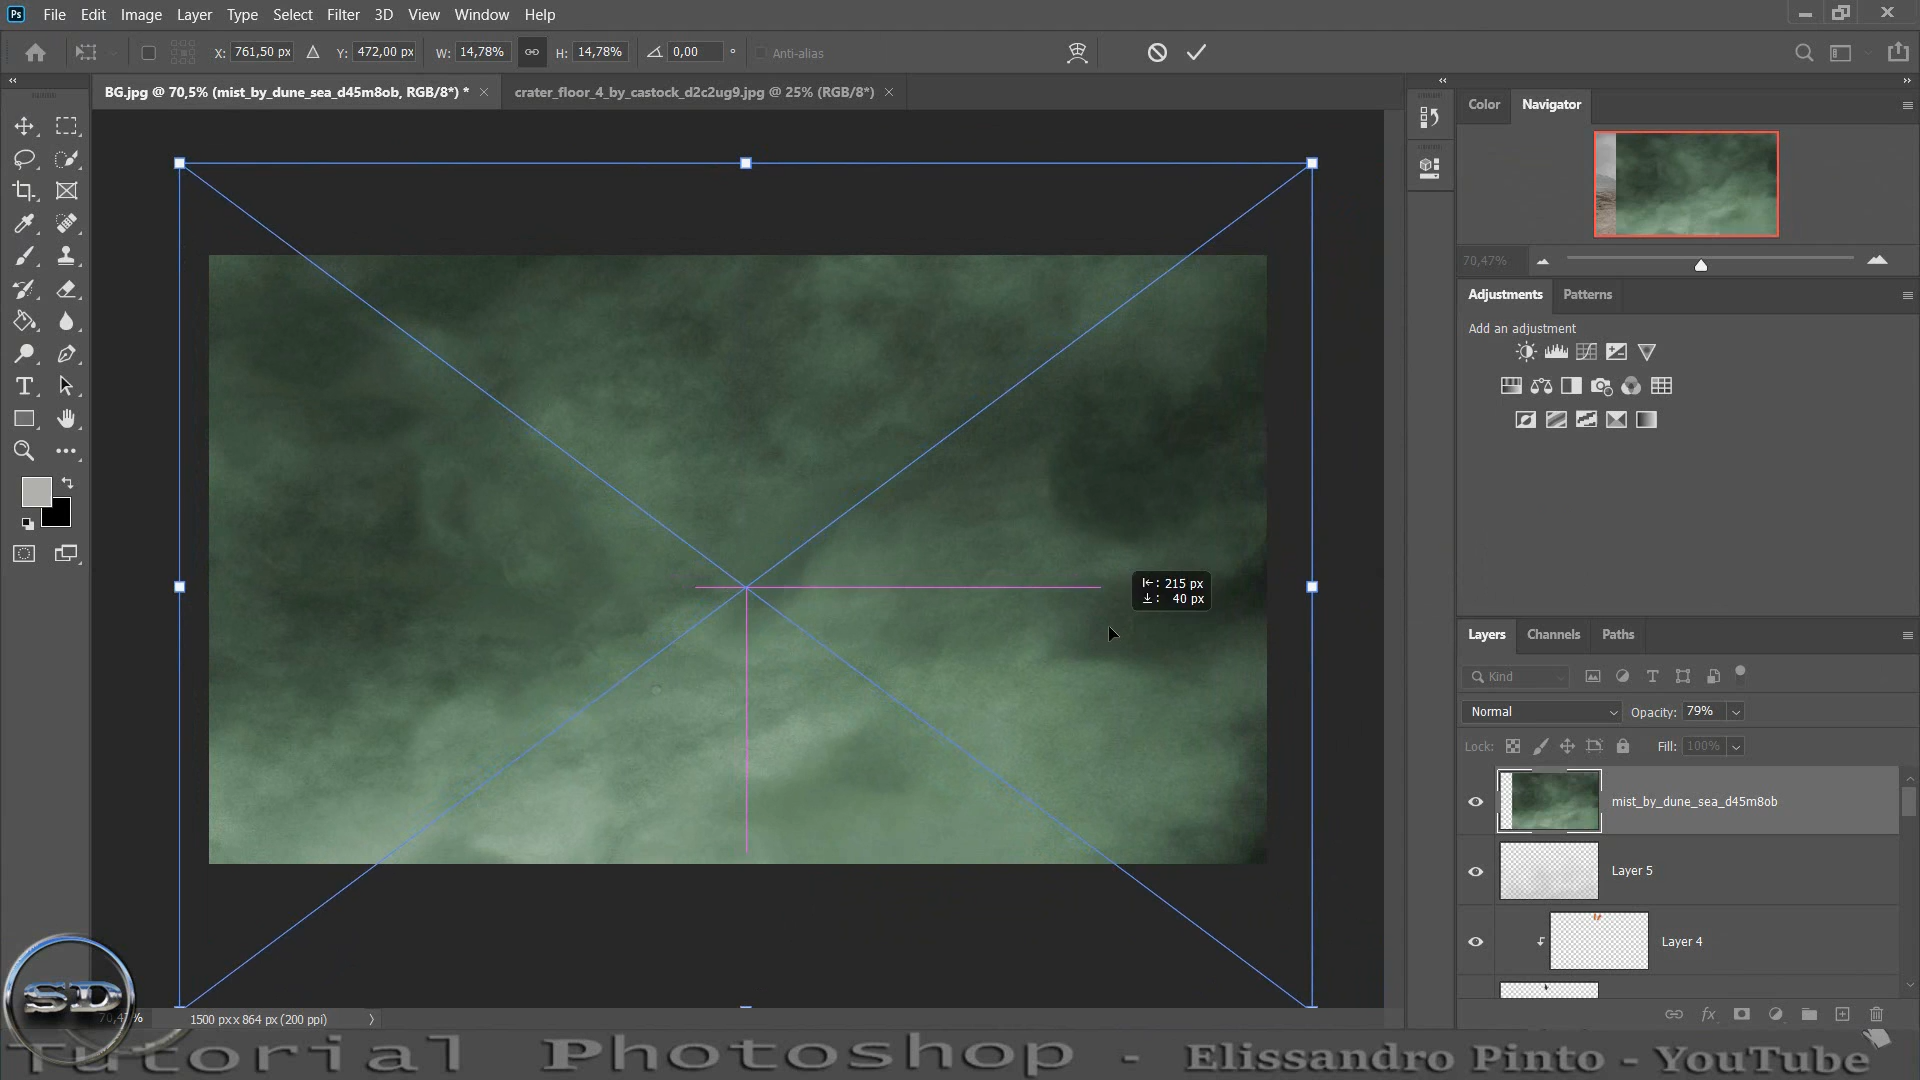 Ps File Edit Image Layer Type Select Filter 3D View Window Help
X: 761,50 px Y: 472,00 px W: 14,78% H: 14,78% 0,00 ° Anti-alias
BG.jpg @ 70,5% (mist_by_dune_sea_d45m8ob, RGB/8*) * crater_floor_4_by_castock_d2c2ug9.jpg @ 25% (RGB/8*)
Color Navigator
70,47%
Adjustments Patterns
Add an adjustment
: 215 px
: 40 px
Layers Channels Paths
Kind
Normal Opacity: 79%
Lock: Fill: 100%
mist_by_dune_sea_d45m8ob
Layer 5
Layer 4
SD
70,47% 1500 px x 864 px (200 ppi)
Tutorial Photoshop - Elissandro Pinto - YouTube